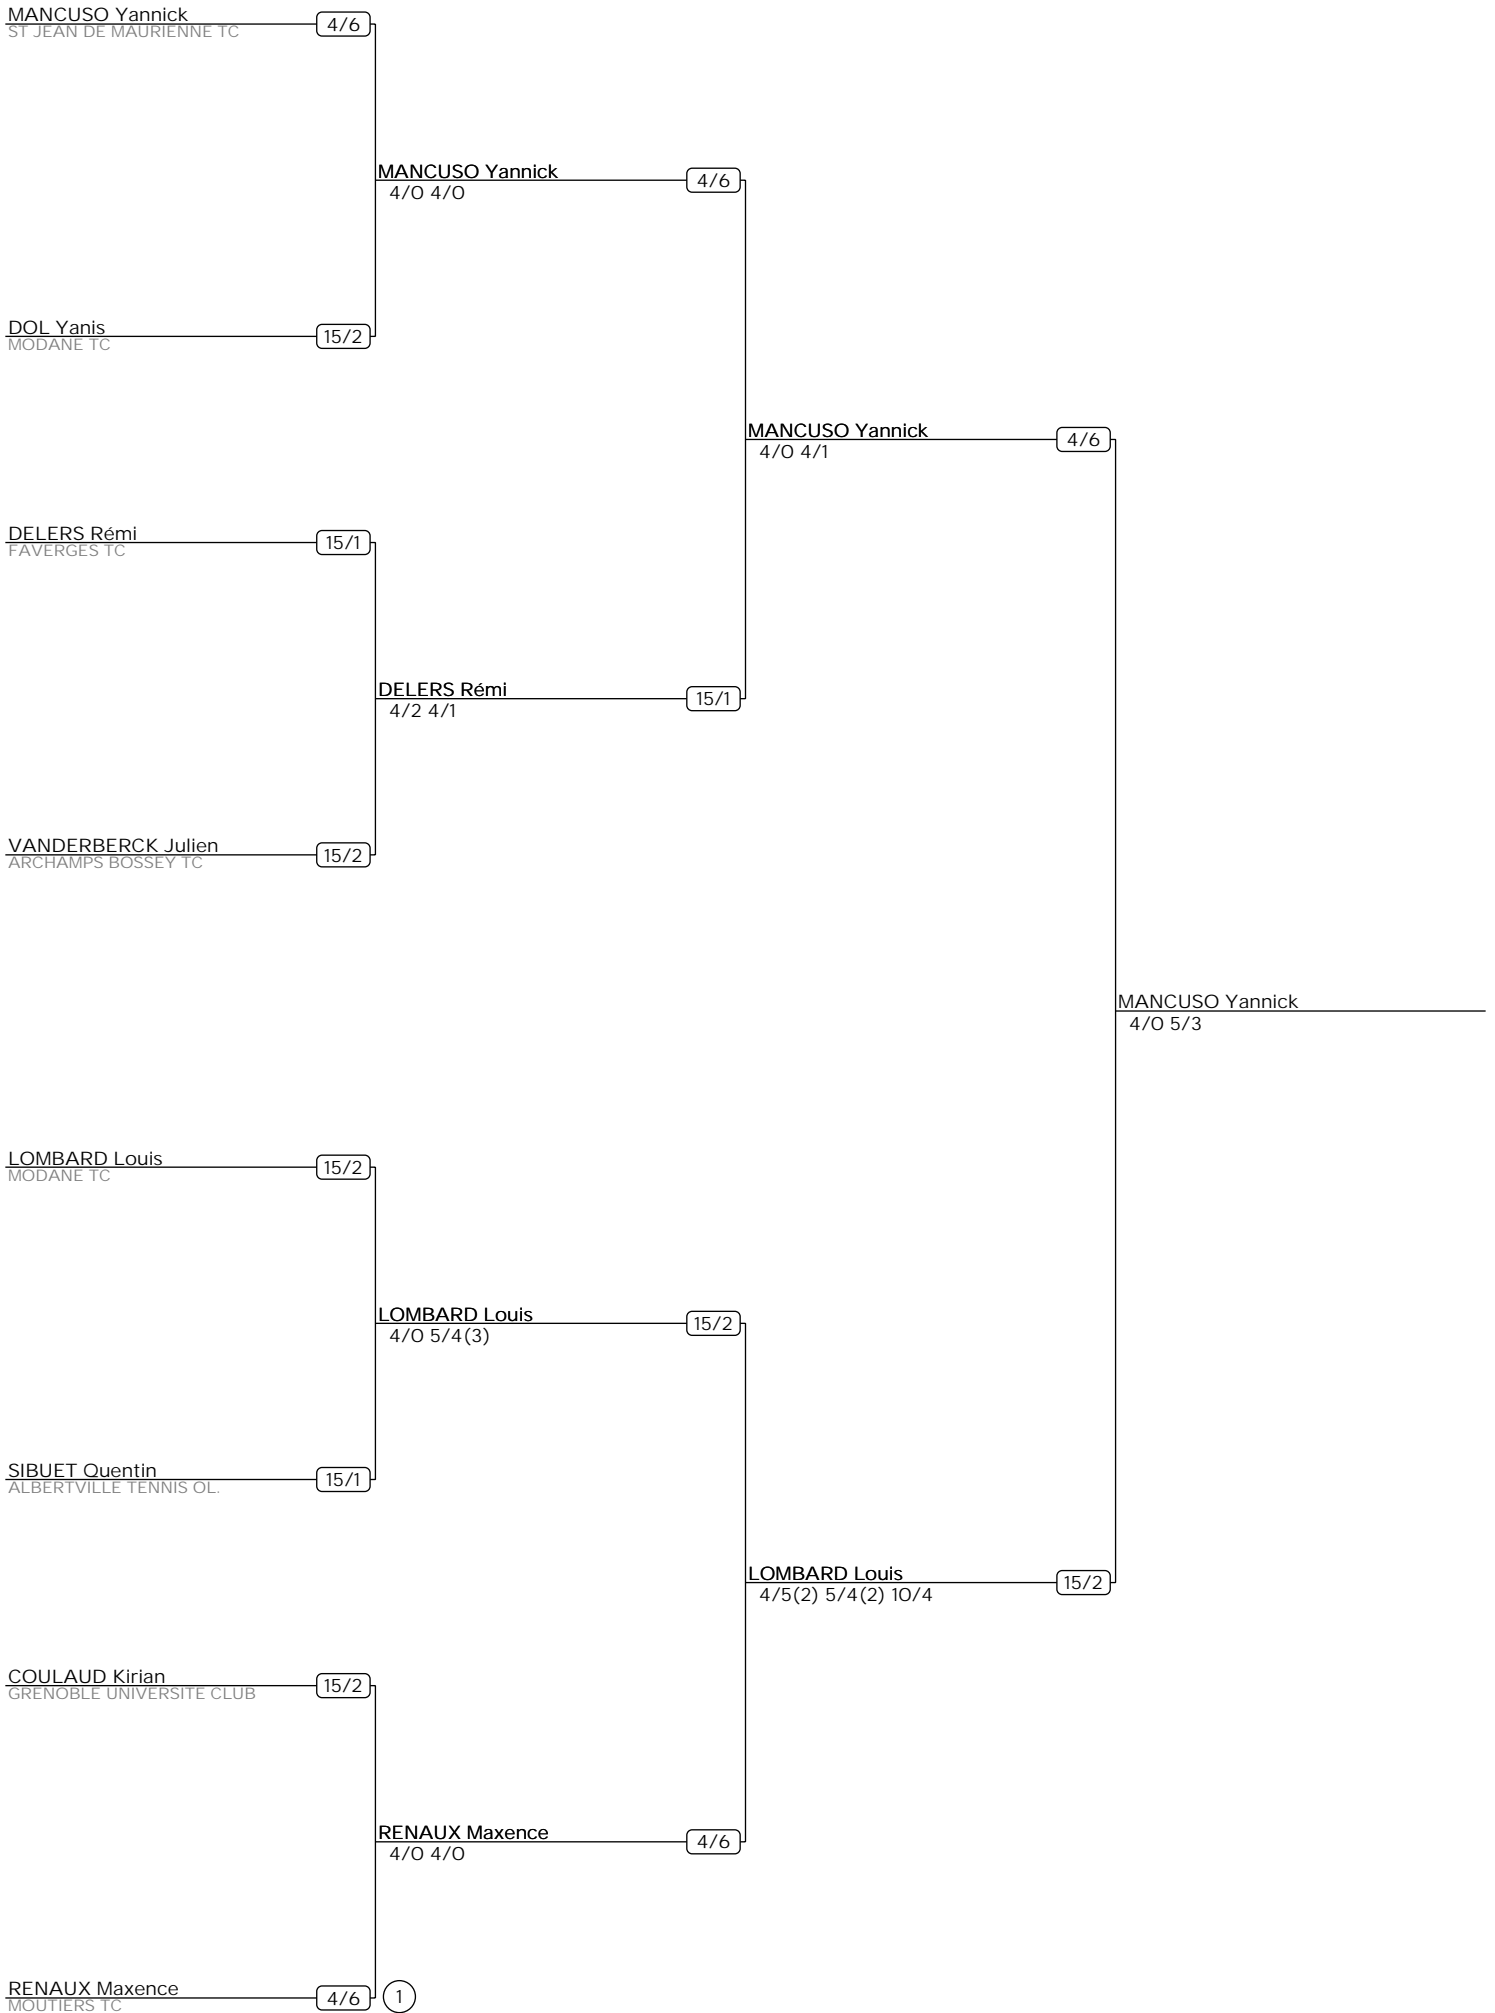 MANCUSO Yannick
4/6
ST JEAN DE MAURIENNE TC
MANCUSO Yannick
4/6
4/0 4/0
DOL Yanis
15/2
MODANE TC
MANCUSO Yannick
4/6
4/0 4/1
DELERS Rémi
15/1
FAVERGES TC
DELERS Rémi
15/1
4/2 4/1
VANDERBERCK Julien
15/2
ARCHAMPS BOSSEY TC
MANCUSO Yannick
4/0 5/3
LOMBARD Louis
15/2
MODANE TC
LOMBARD Louis
15/2
4/0 5/4(3)
SIBUET Quentin
15/1
ALBERTVILLE TENNIS OL.
LOMBARD Louis
15/2
4/5(2) 5/4(2) 10/4
COULAUD Kirian
15/2
GRENOBLE UNIVERSITE CLUB
RENAUX Maxence
4/6
4/0 4/0
RENAUX Maxence
4/6
1
MOUTIERS TC